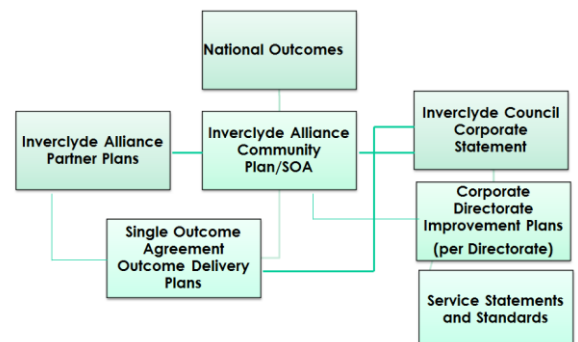 National Outcomes
Inverclyde Alliance
Partner Plans
Inverclyde Alliance
Community
Plan/SOA
Inverclyde Council
Corporate
Statement
Single Outcome
Agreement
Outcome Delivery
Plans
Corporate
Directorate
Improvement Plans
(per Directorate)
Service Statements
and Standards